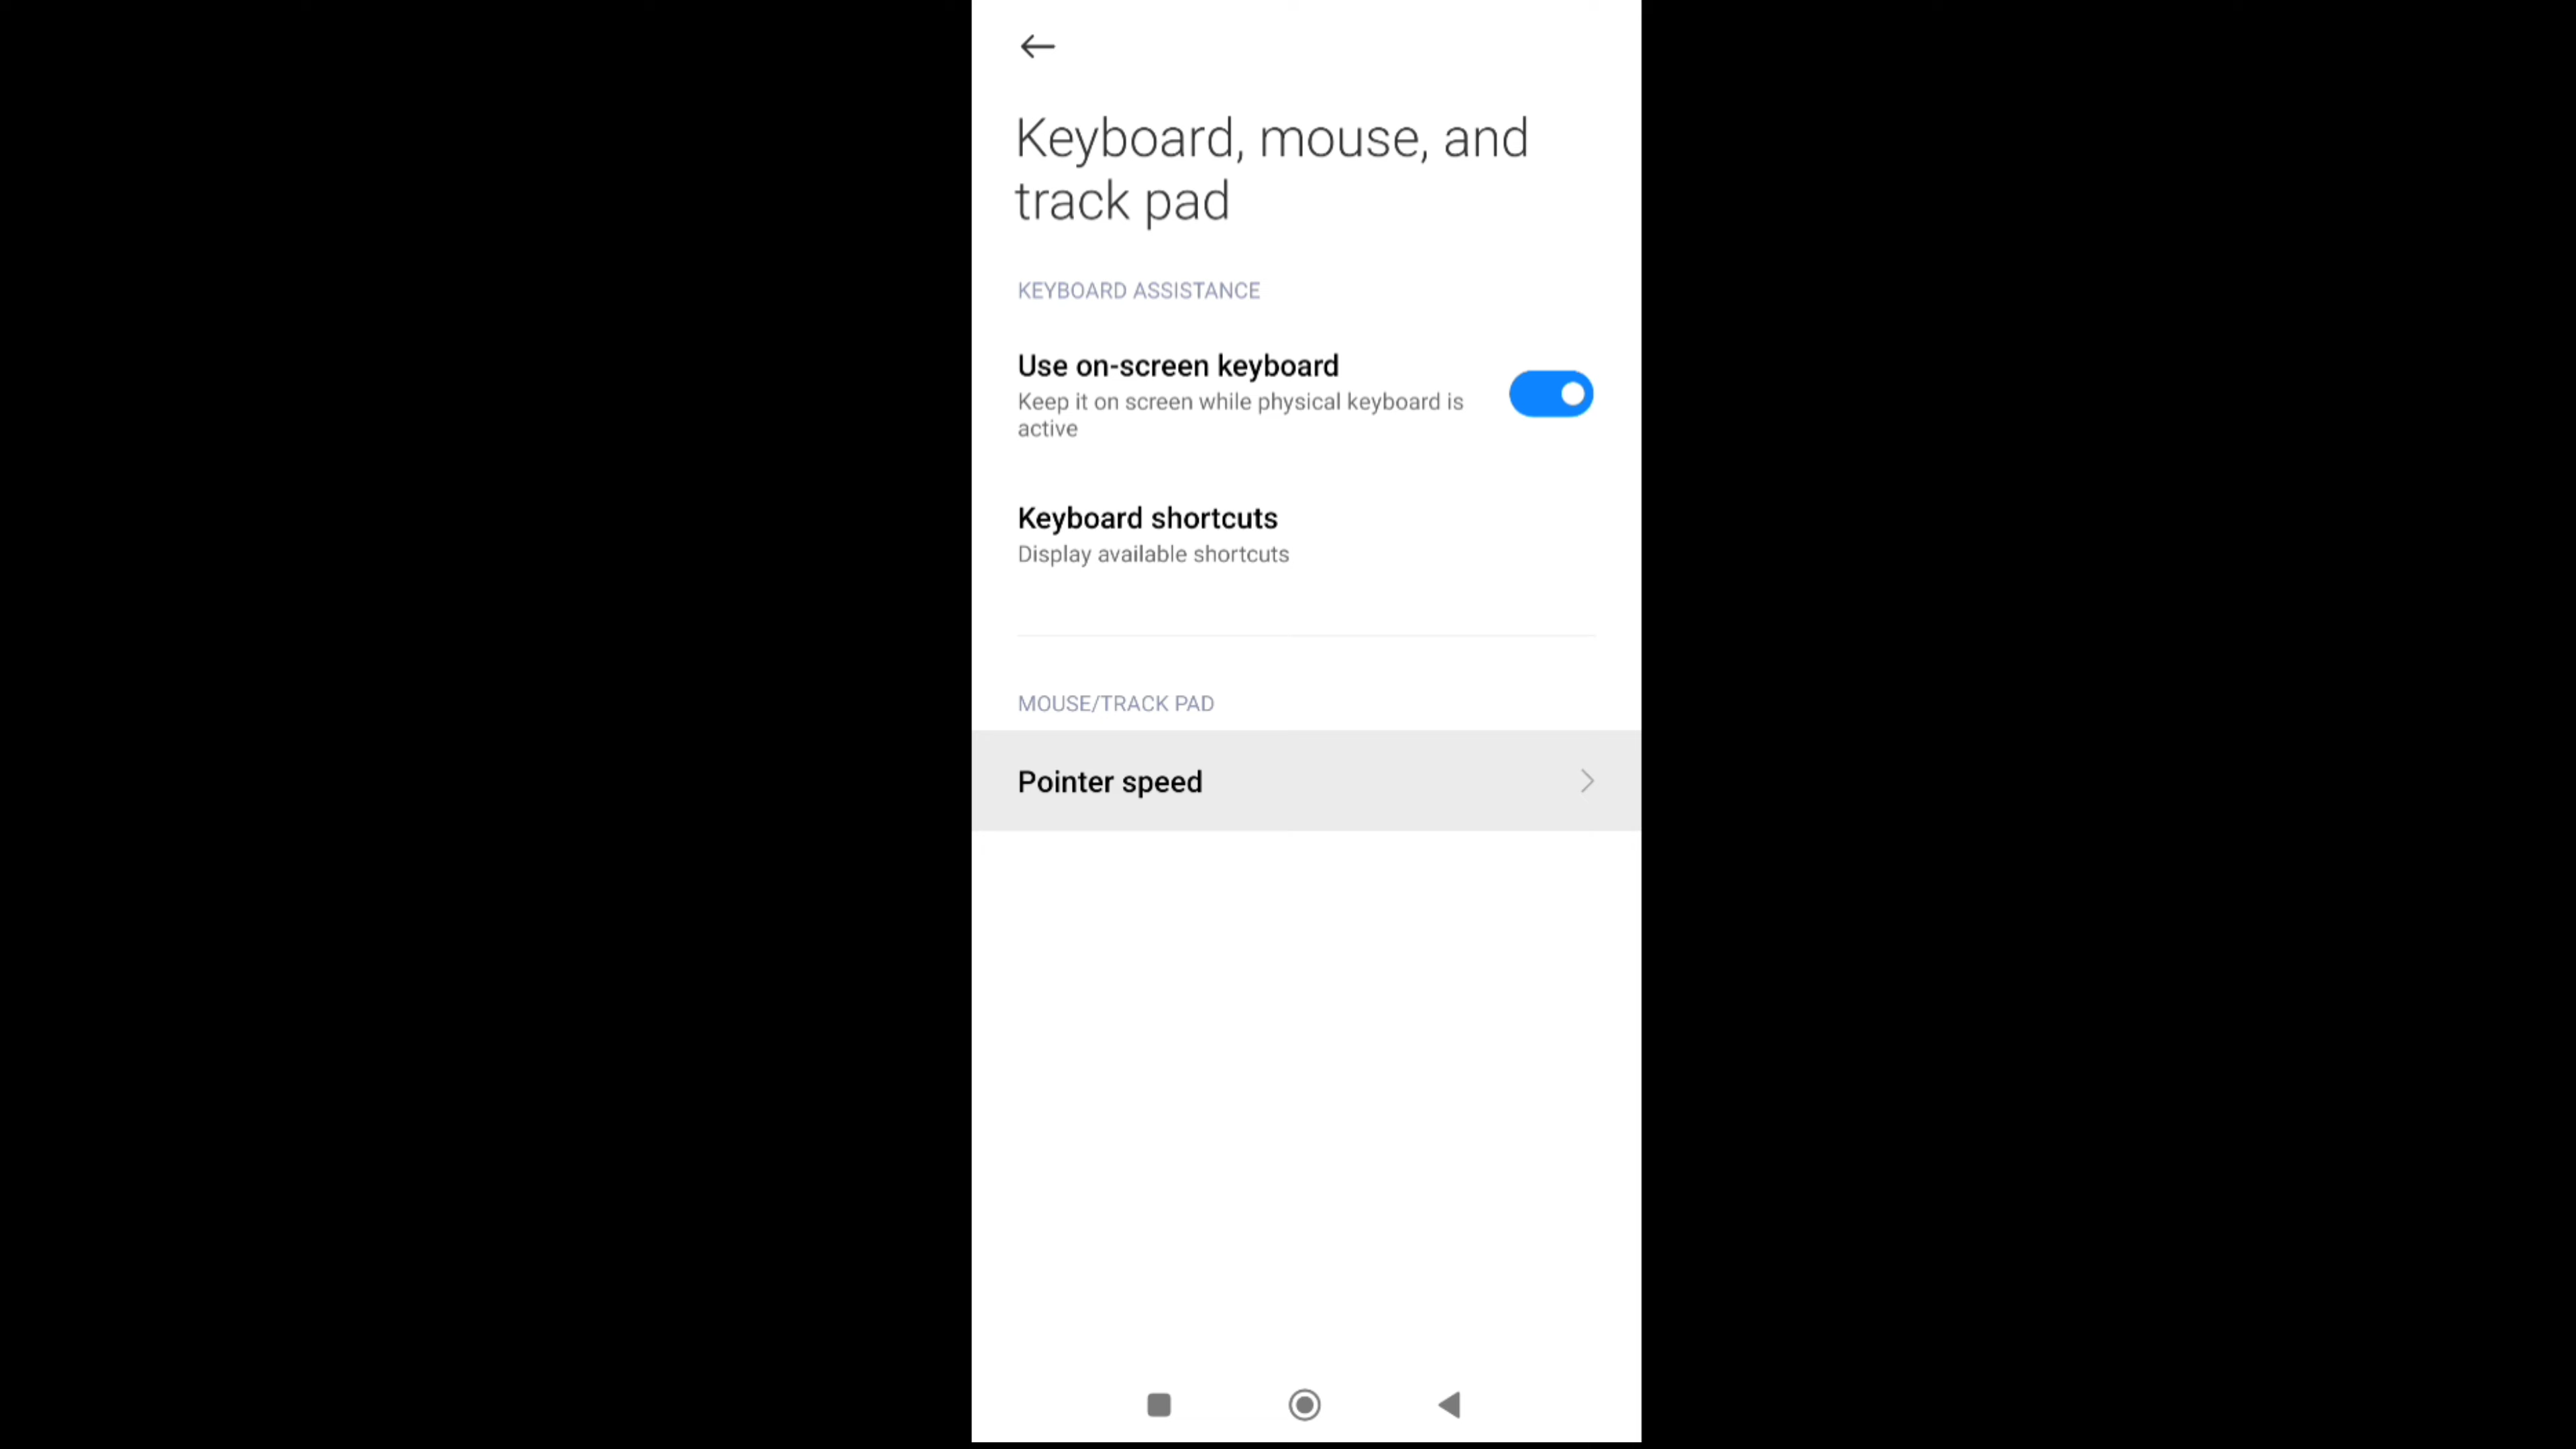 Keyboard, mouse, and
track pad
KEYBOARD ASSISTANCE
Use on-screen keyboard
Keep it on screen while physical keyboard is
active
Keyboard shortcuts
Display available shortcuts
MOUSE/TRACK PAD
Pointer speed